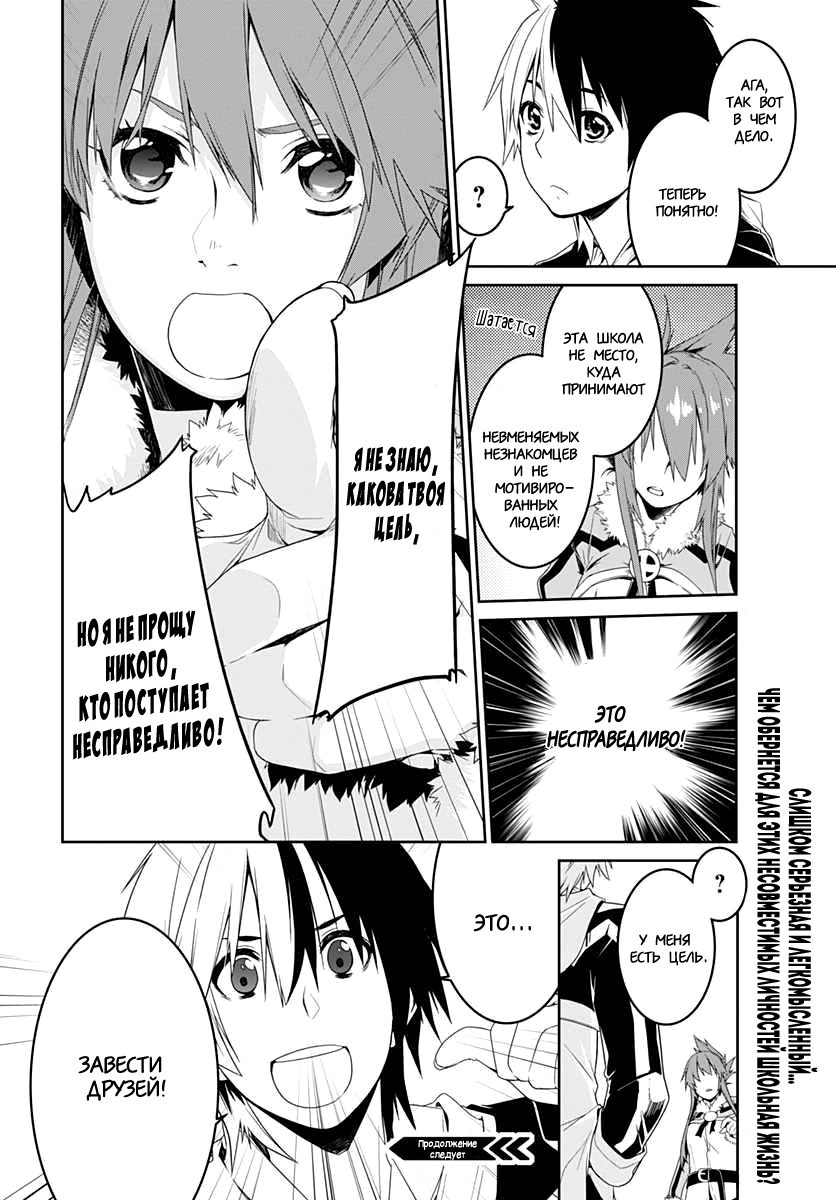 АГА,
ТАК ВОТ
В ЧЕМ
ДЕЛО.
ТЕПЕРЬ
ПОНЯТНО!
?
Шатается
ЭТА ШКОЛА
НЕ МЕСТО,
КУДА
ПРИНИМАЮТ
НЕВМЕНЯЕМЫХ
НЕЗНАКОМЦЕВ
И НЕ
МОТИВИРО-
ВАННЫХ
ЛЮДЕЙ!
ЭТО
НЕСПРАВЕДЛИВО!
Я НЕ ЗНАЮ,
КАКОВА ТВОЯ
ЦЕЛЬ,
НО Я НЕ ПРОЩУ
НИКОГО,
КТО ПОСТУПАЕТ
НЕСПРАВЕДЛИВО!
?
У МЕНЯ
ЕСТЬ ЦЕЛЬ.
ЭТО...
ЗАВЕСТИ
ДРУЗЕЙ!
Продолжение
следует
СЛИШКОМ СЕРЬЕЗНАЯ И ЛЕГКОМЫСЛЕННЫЙ...
ЧЕМ ОБЕРНЕТСЯ ДЛЯ ЭТИХ НЕСОВМЕСТИМЫХ ЛИЧНОСТЕЙ ШКОЛЬНАЯ ЖИЗНЬ?